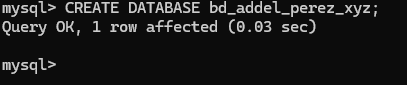 mysql> CREATE DATABASE bd_addel_perez_xyz;
Query OK, 1 row affected (0.03 sec)
mysql>